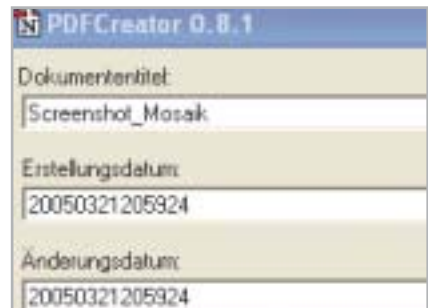 PDFCreator 0.8.1
Dokumententitel:
Screenshot_Mosaik
Erstellungsdatum:
20050321205924
Änderungsdatum:
20050321205924